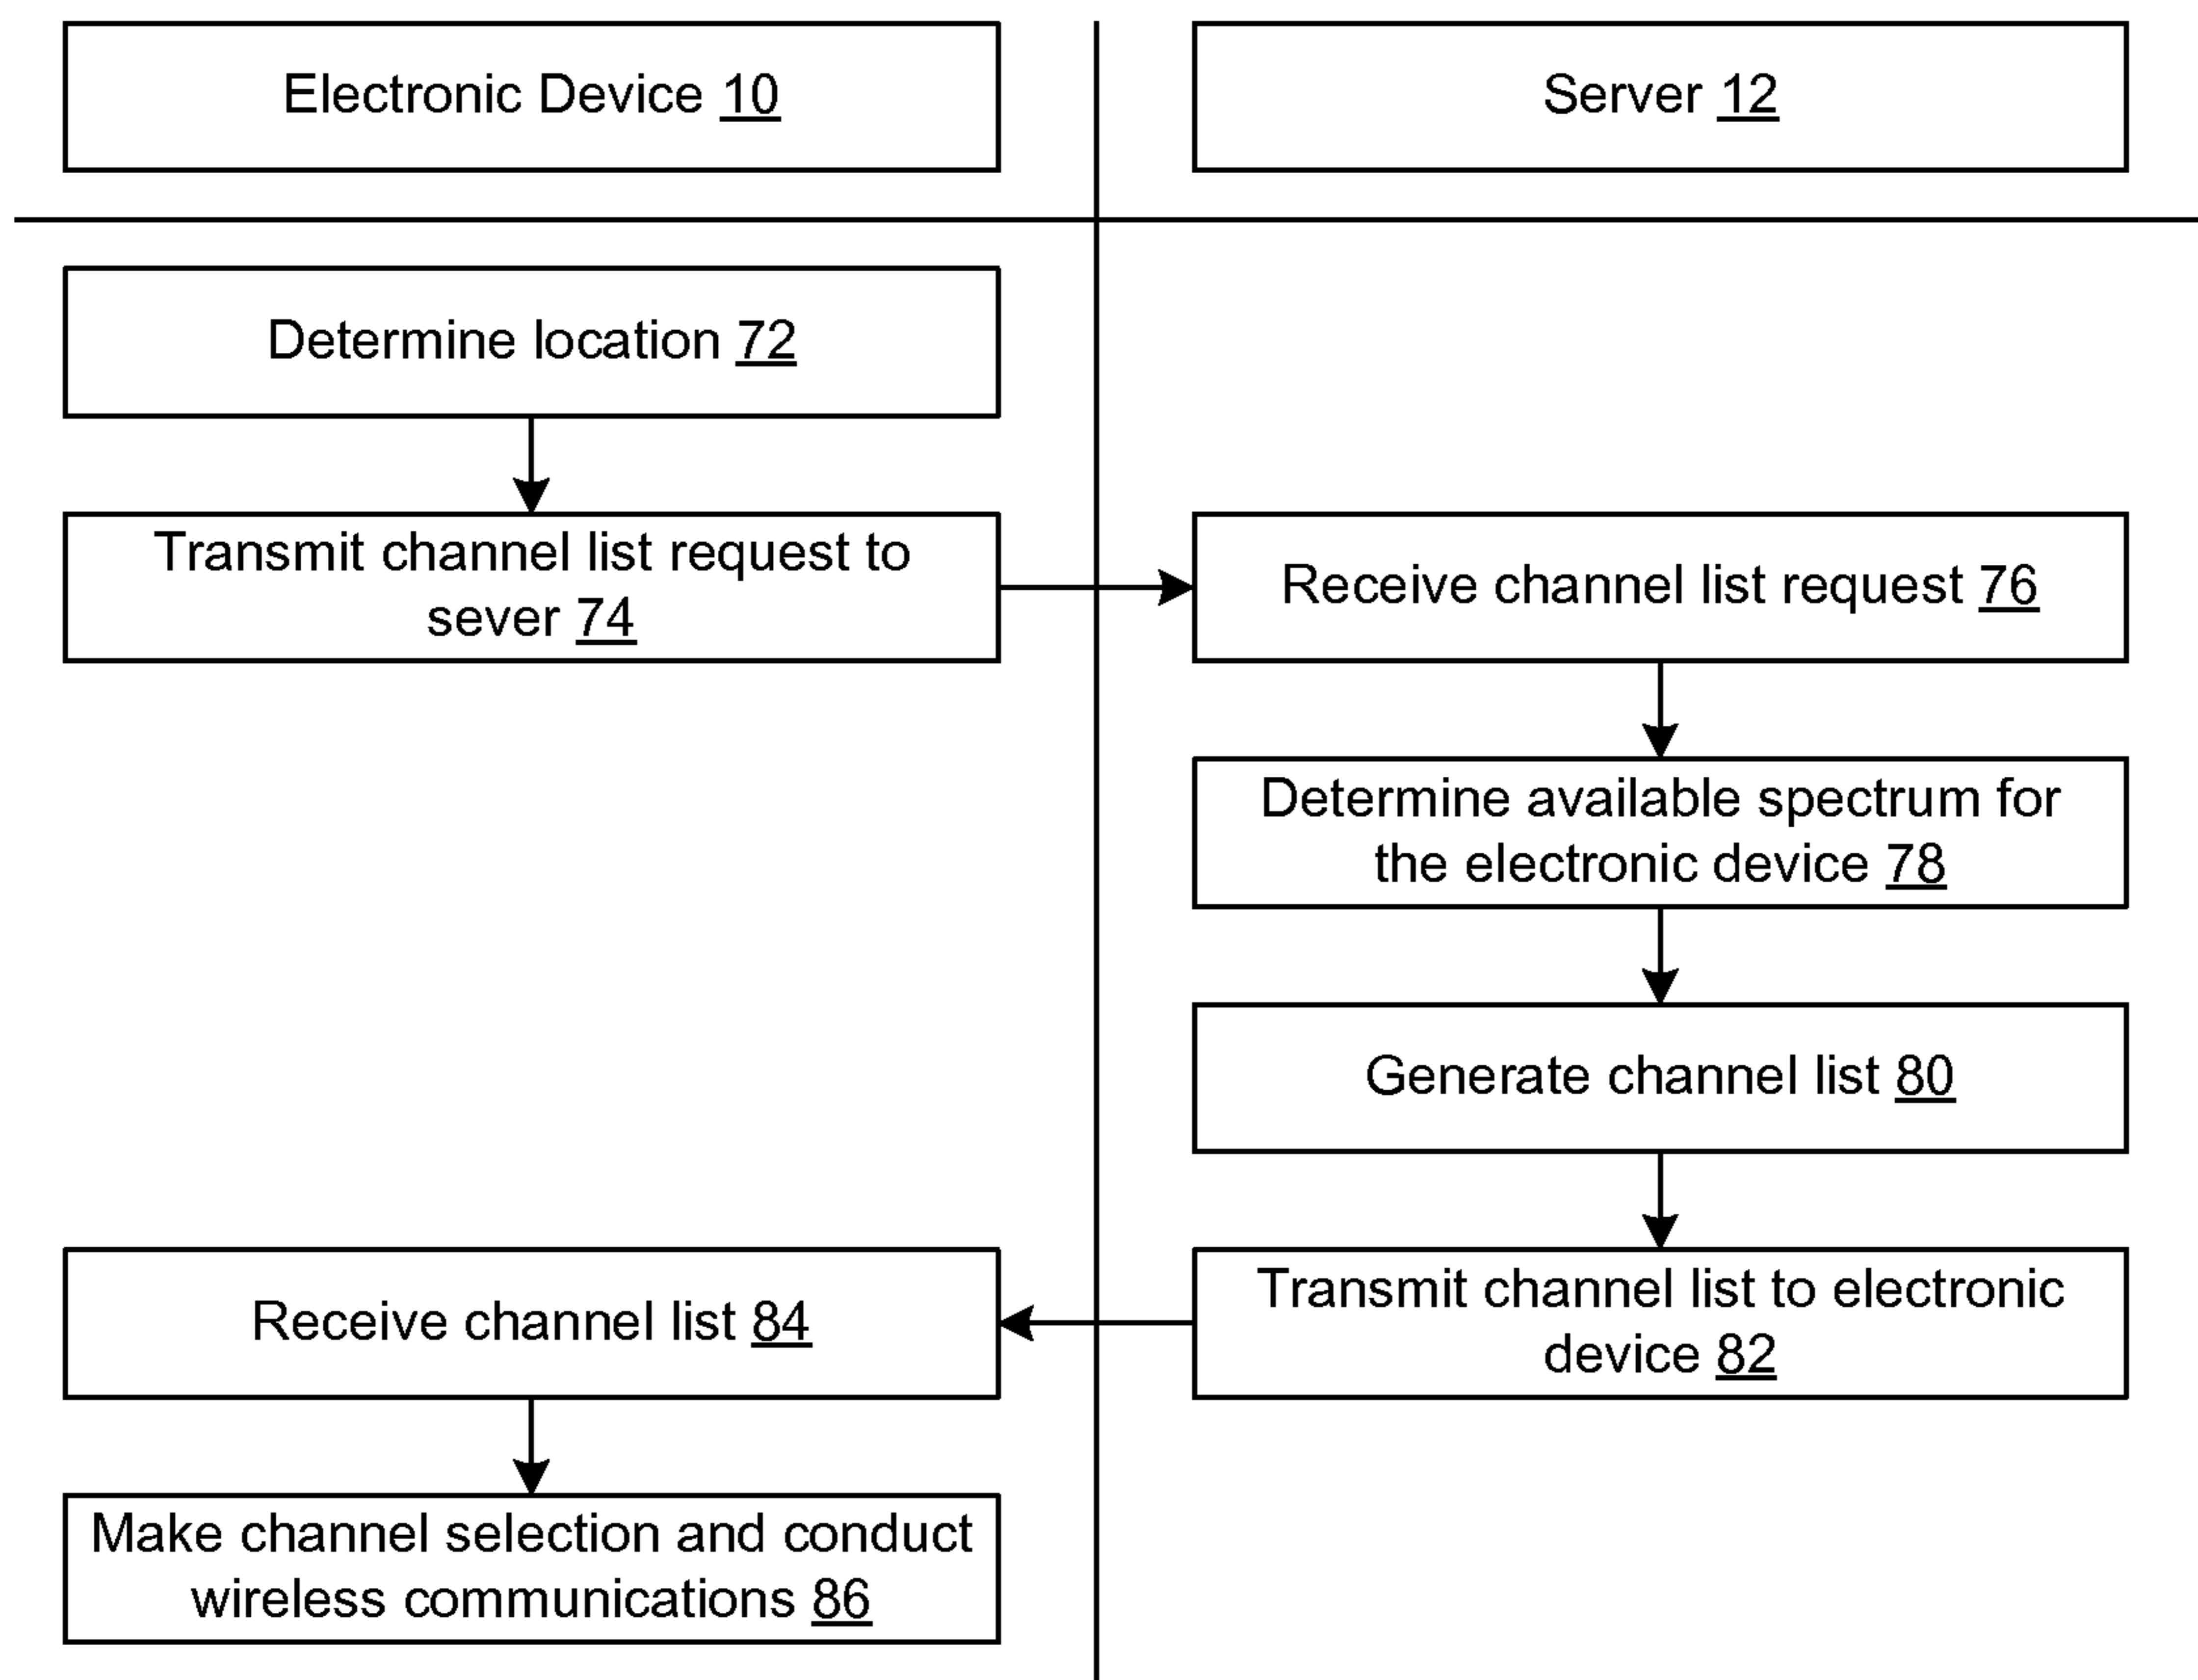 Electronic Device 10
Server 12
Determine location 72
Transmit channel list request to
sever 74
Receive channel list request 76
Determine available spectrum for
the electronic device 78
Generate channel list 80
Transmit channel list to electronic
device 82
Receive channel list 84
Make channel selection and conduct
wireless communications 86